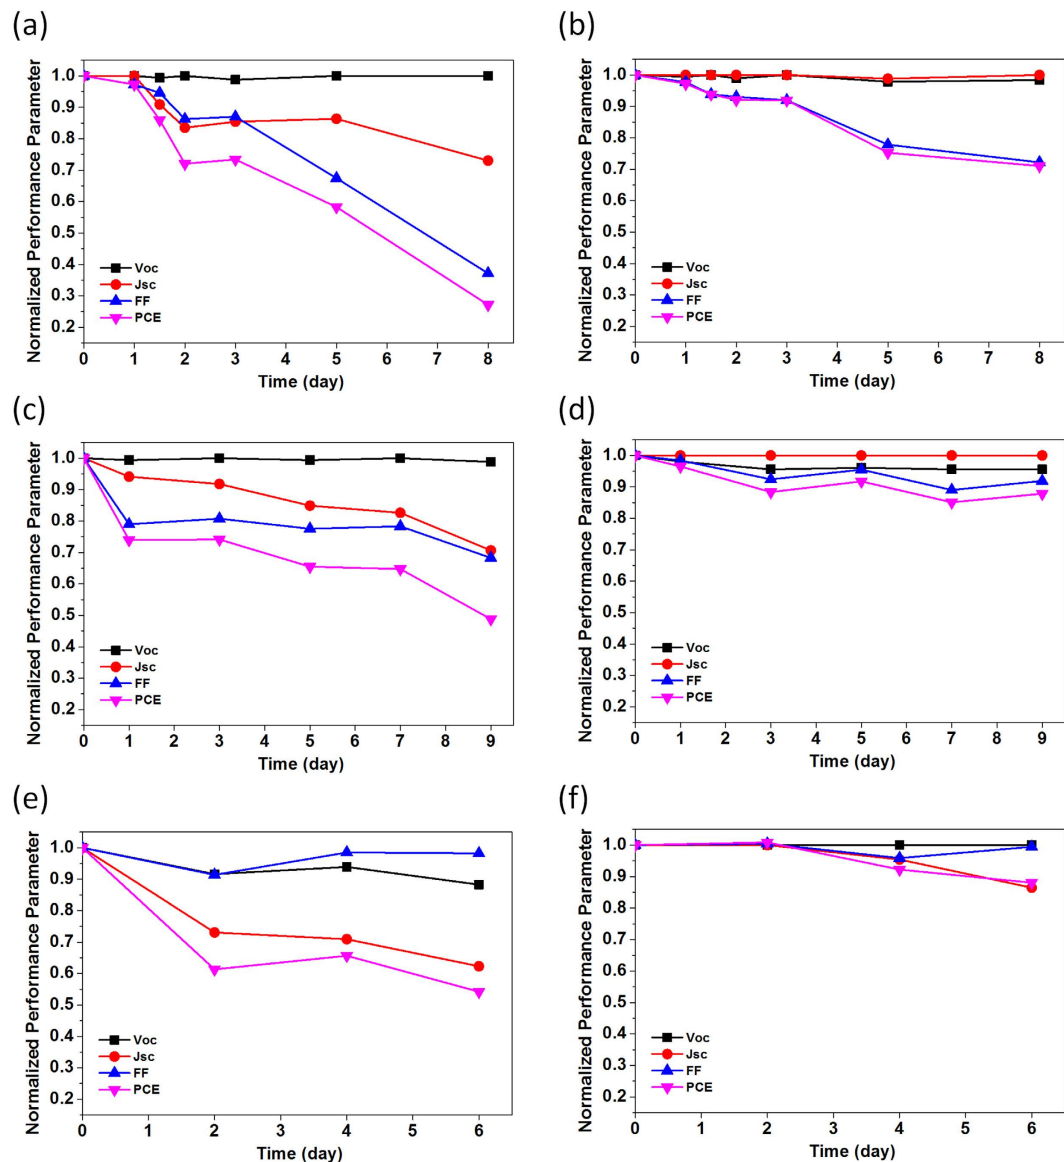 (a)
Normalized Performance Parameter
1.0
0.9
0.8
0.7
0.6
0.5
0.4
0.3
0.2
Voc
Jsc
FF
PCE
0 1 2 3 4 5 6 7 8
Time (day)
(b)
Normalized Performance Parameter
1.0
0.9
0.8
0.7
0.6
0.5
0.4
0.3
0.2
Voc
Jsc
FF
PCE
0 1 2 3 4 5 6 7 8
Time (day)
(c)
Normalized Performance Parameter
1.0
0.9
0.8
0.7
0.6
0.5
0.4
0.3
0.2
Voc
Jsc
FF
PCE
0 1 2 3 4 5 6 7 8 9
Time (day)
(d)
Normalized Performance Parameter
1.0
0.9
0.8
0.7
0.6
0.5
0.4
0.3
0.2
Voc
Jsc
FF
PCE
0 1 2 3 4 5 6 7 8 9
Time (day)
(e)
Normalized Performance Parameter
1.0
0.9
0.8
0.7
0.6
0.5
0.4
0.3
0.2
Voc
Jsc
FF
PCE
0 1 2 3 4 5 6
Time (day)
(f)
Normalized Performance Parameter
1.0
0.9
0.8
0.7
0.6
0.5
0.4
0.3
0.2
Voc
Jsc
FF
PCE
0 1 2 3 4 5 6
Time (day)